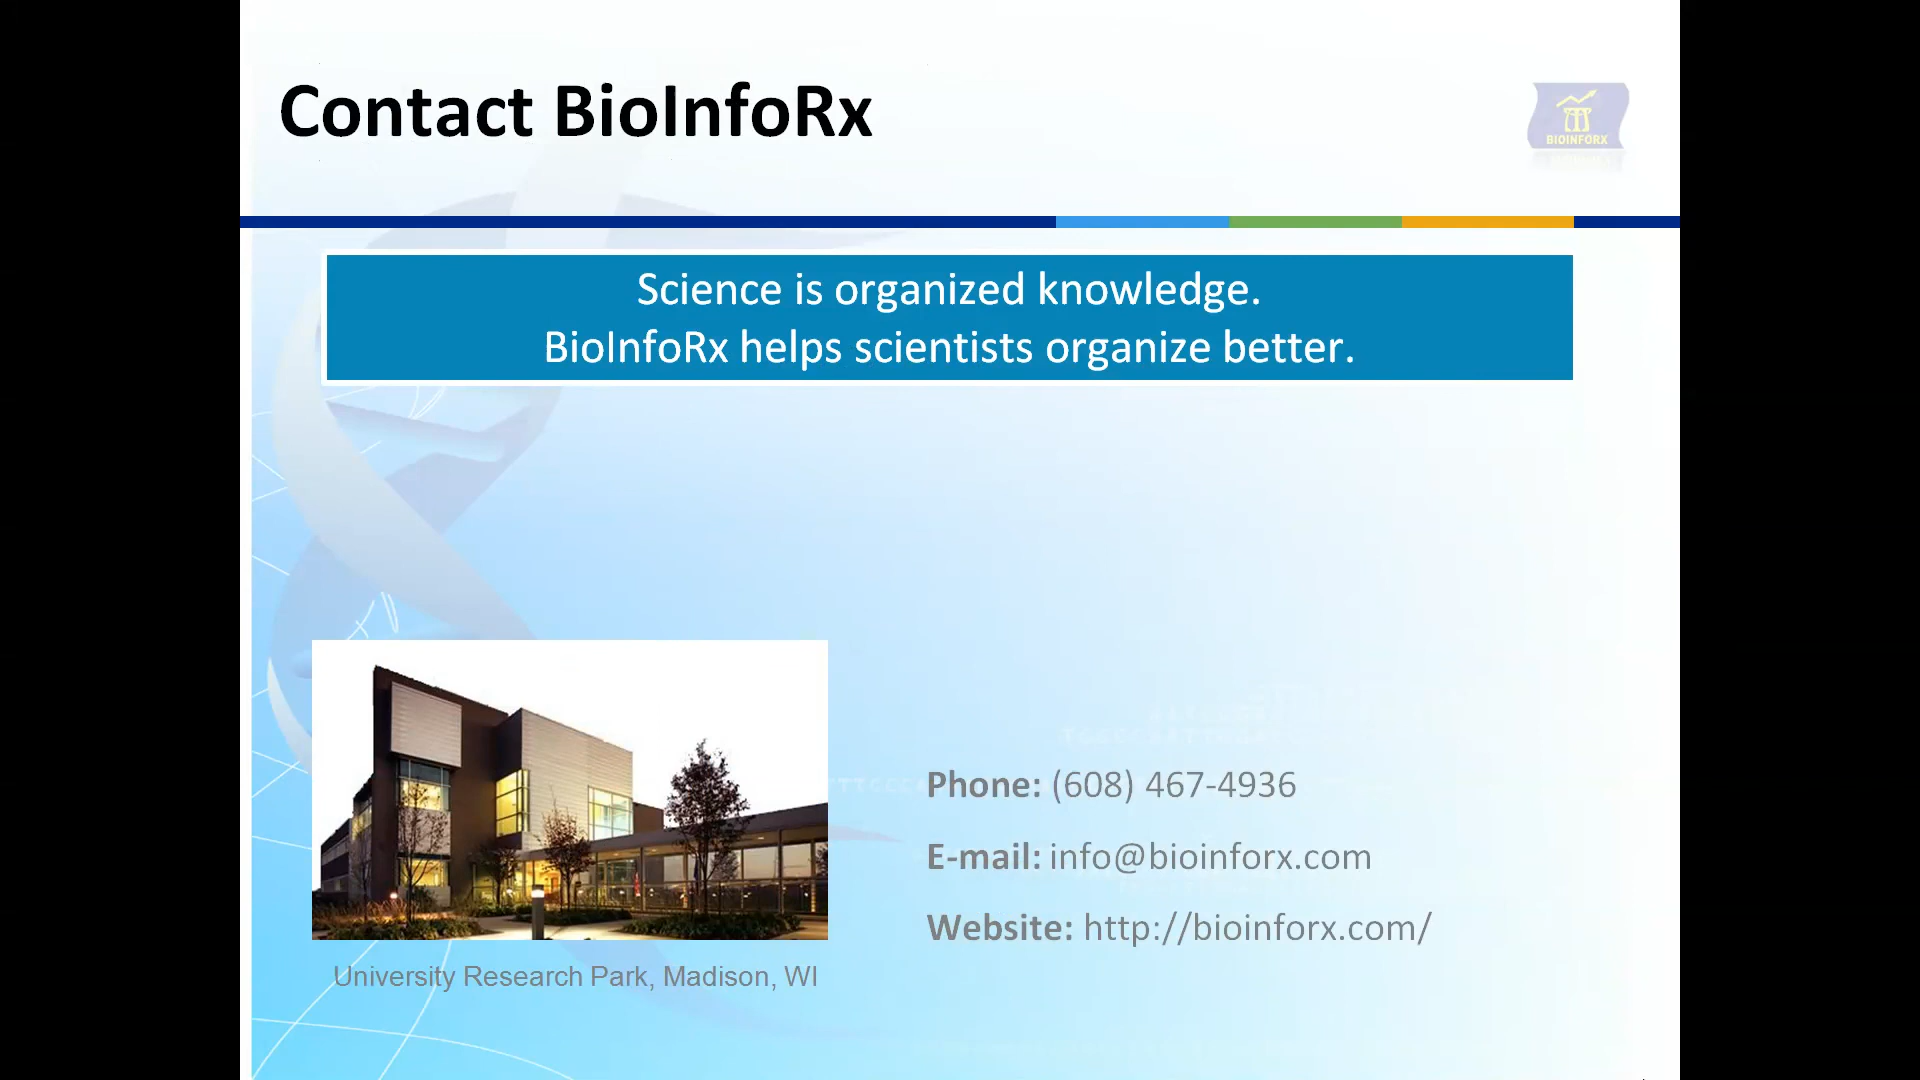 Contact BioInfoRx
BIOINFORX
Science is organized knowledge.
BioInfoRx helps scientists organize better.
Phone: (608) 467-4936
E-mail: info@bioinforx.com
Website: http://bioinforx.com/
University Research Park, Madison, WI